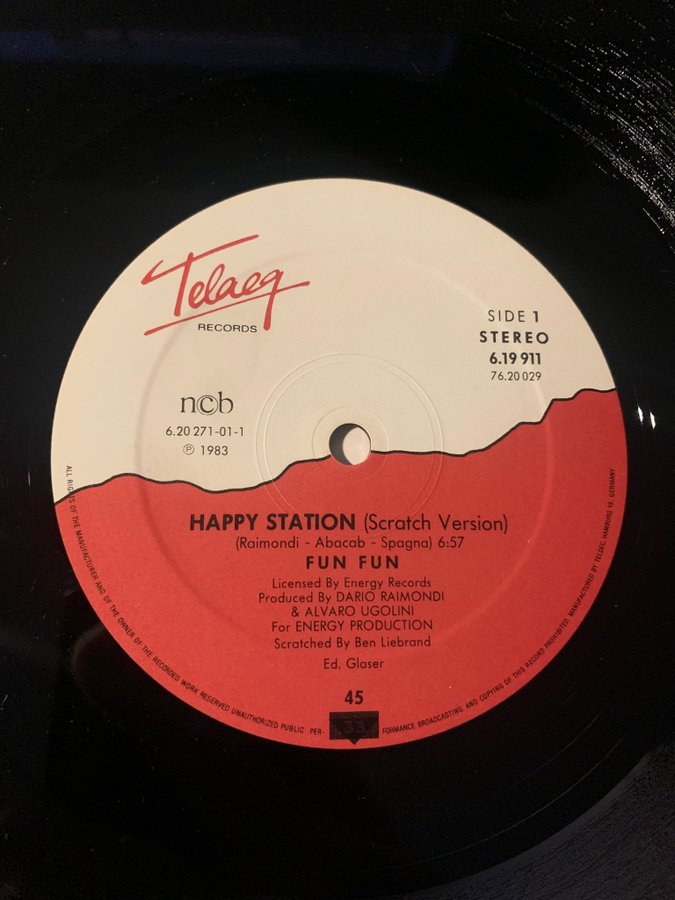 Telaeg
RECORDS
SIDE 1
STEREO
6.19 911
76.20 029
ncb
6.20 271-01-1
℗ 1983
HAPPY STATION (Scratch Version)
(Raimondi - Abacab - Spagna) 6:57
FUN FUN
Licensed By Energy Records
Produced By DARIO RAIMONDI
& ALVARO UGOLINI
For ENERGY PRODUCTION
Scratched By Ben Liebrand
Ed. Glaser
45
ALL RIGHTS OF THE MANUFACTURER AND OF THE OWNER OF THE RECORDED WORK RESERVED UNAUTHORIZED PUBLIC PER- FORMANCE BROADCASTING AND COPYING OF THIS RECORD PROHIBITED. MANUFACTURED BY TELDEC, HAMBURG 19, GERMANY